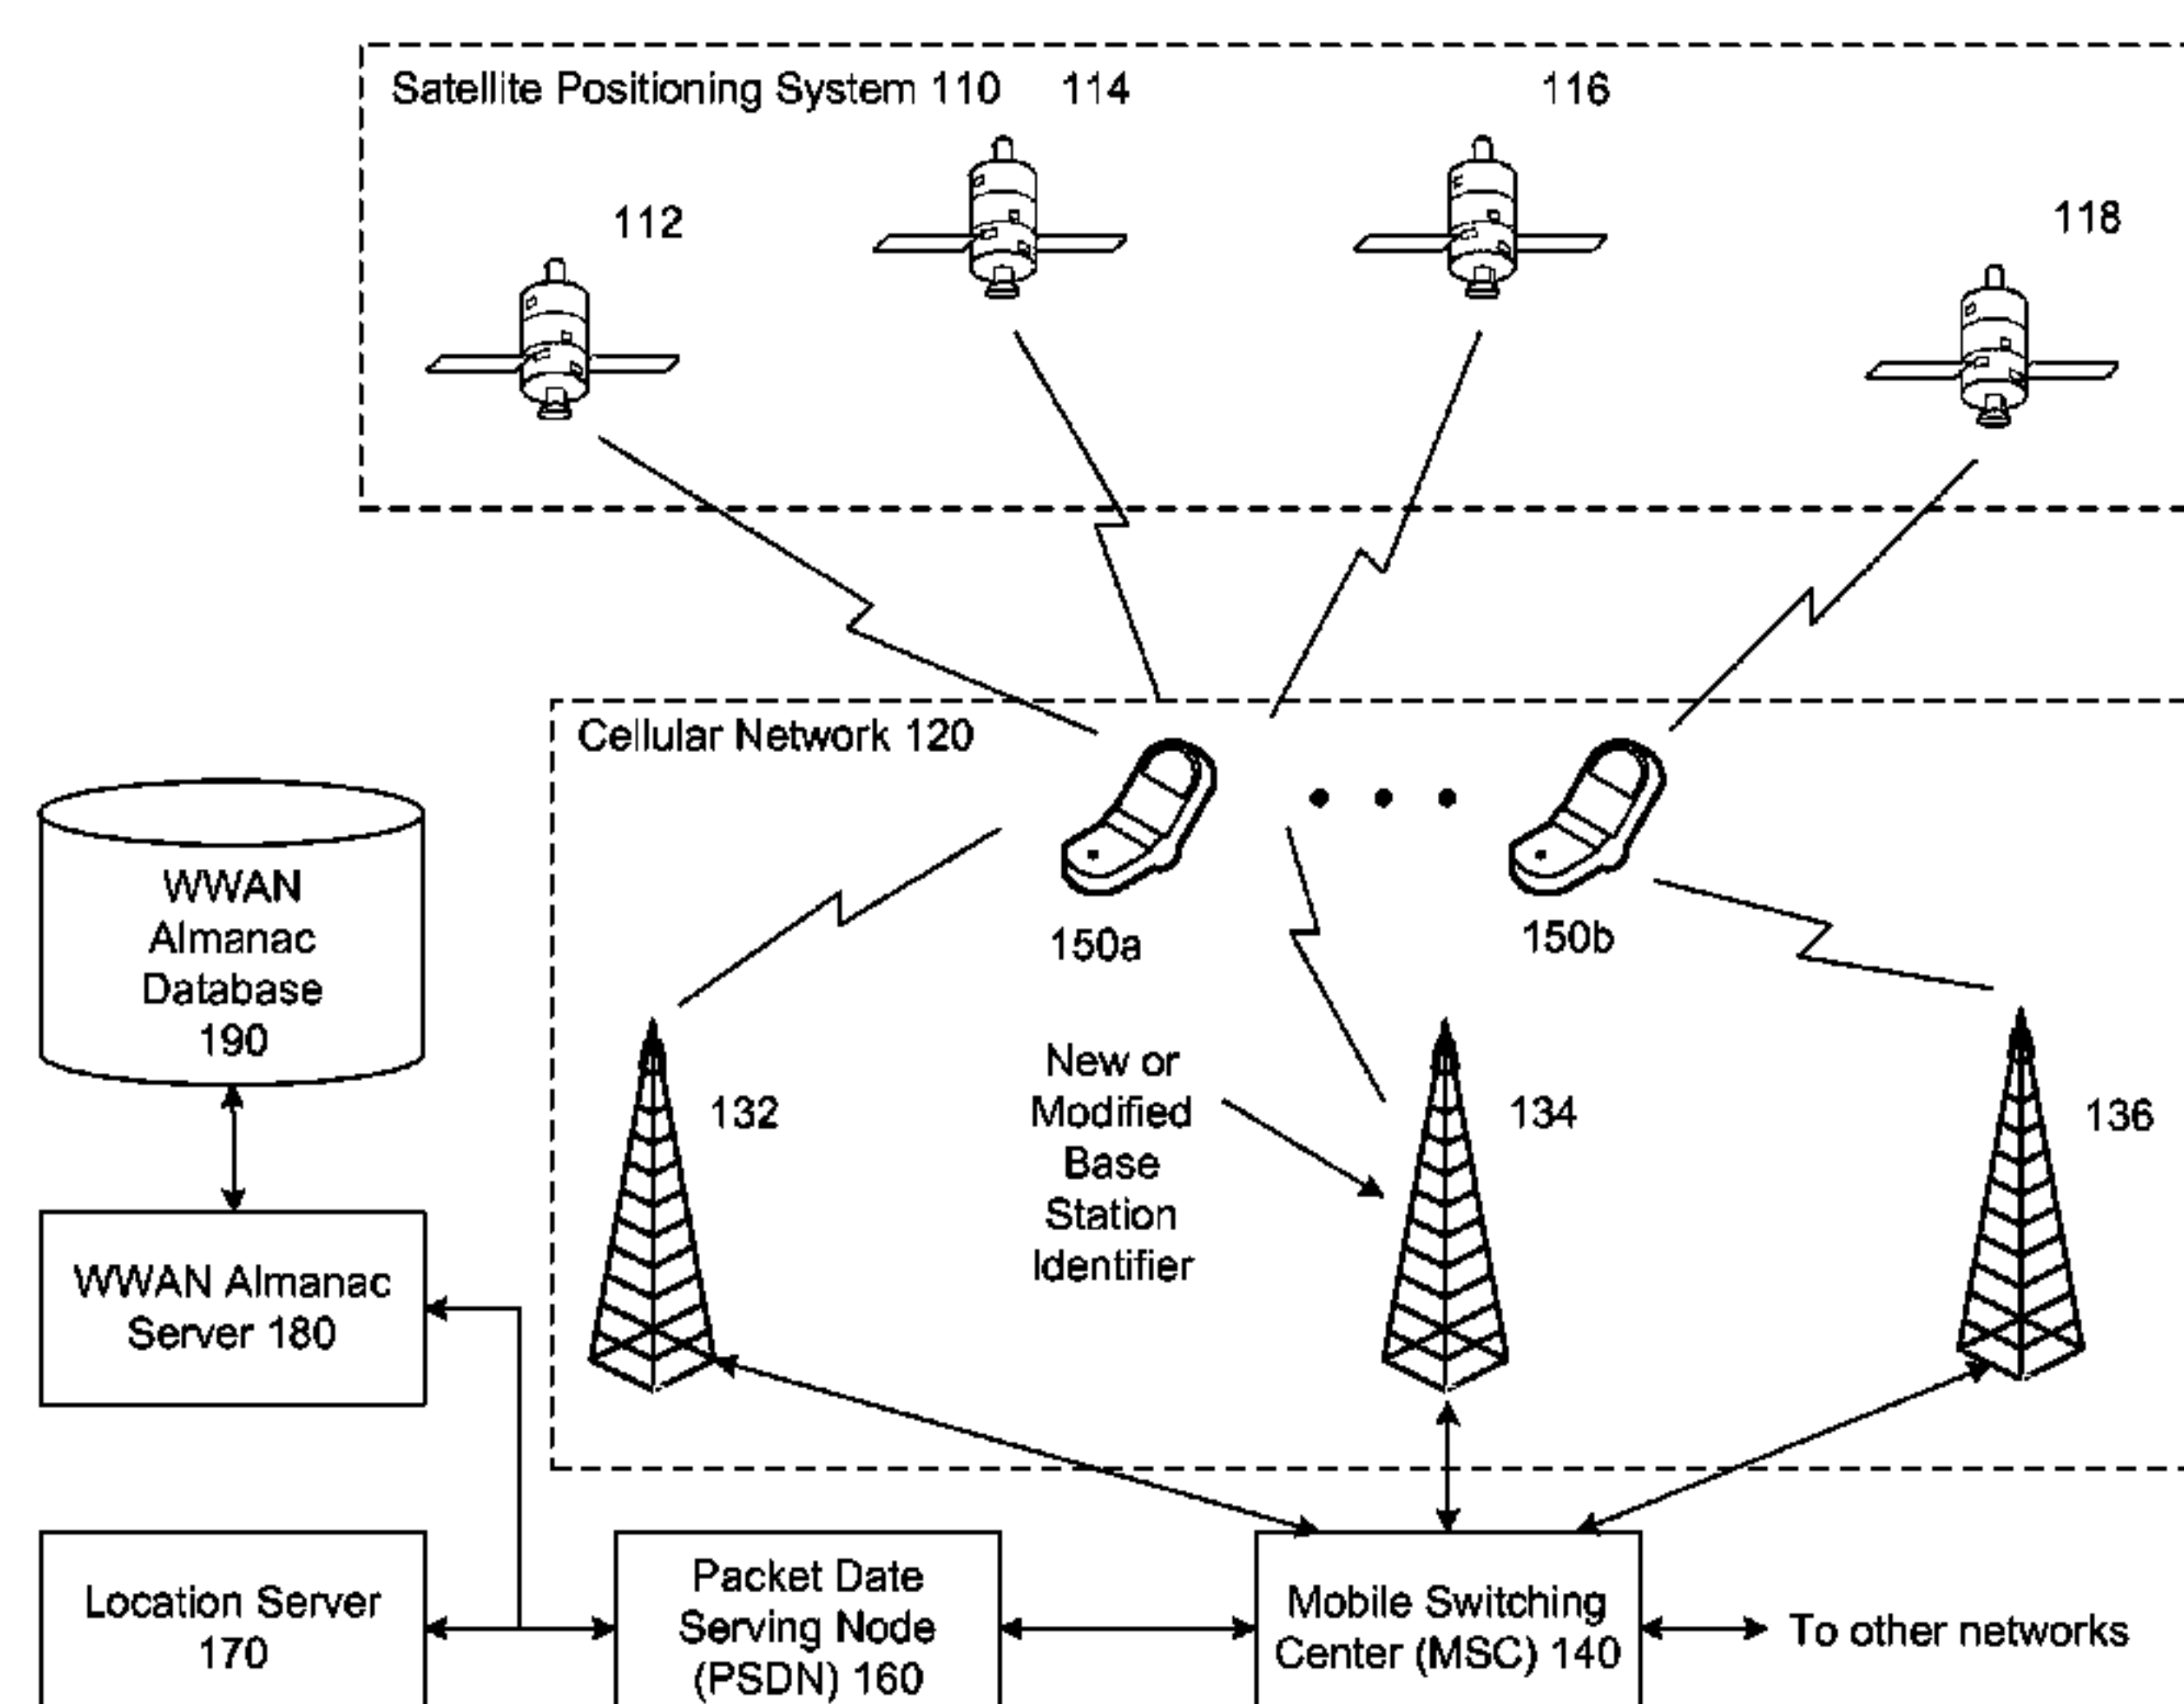 Satellite Positioning System 110
114
116
112
118
Cellular Network 120
WWAN
Almanac
Database
190
150a
150b
New or
Modified
Base
Station
Identifier
132
134
136
WWAN Almanac
Server 180
Location Server
170
Packet Date
Serving Node
(PSDN) 160
Mobile Switching
Center (MSC) 140
To other networks